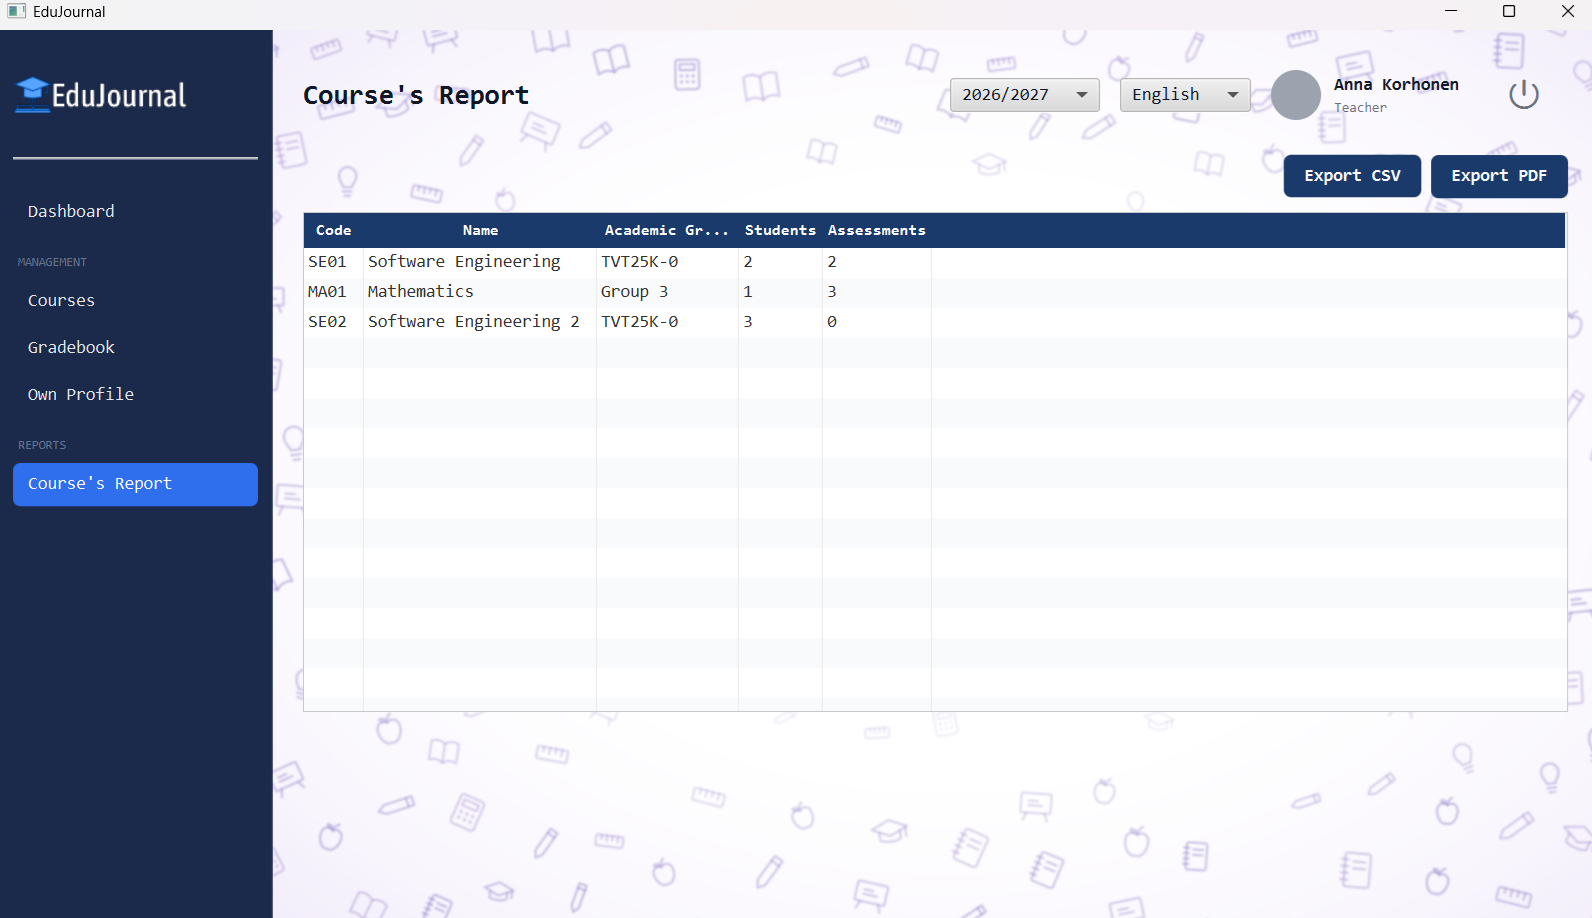 EduJournal
EduJournal
Course's Report
2026/2027
English
Anna Korhonen
Teacher
Export CSV
Export PDF
Dashboard
MANAGEMENT
Courses
Gradebook
Own Profile
REPORTS
Course's Report
Code Name Academic Gr... Students Assessments
SE01 Software Engineering TVT25K-0 2 2
MA01 Mathematics Group 3 1 3
SE02 Software Engineering 2 TVT25K-0 3 0